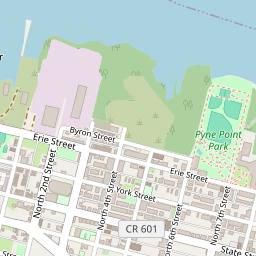 Byron Street
Erie Street
Pyne Point
Park
North 2nd Street
North 4th Street
York Street
Erie Street
CR 601
North 6th Street
North 7th Street
State St